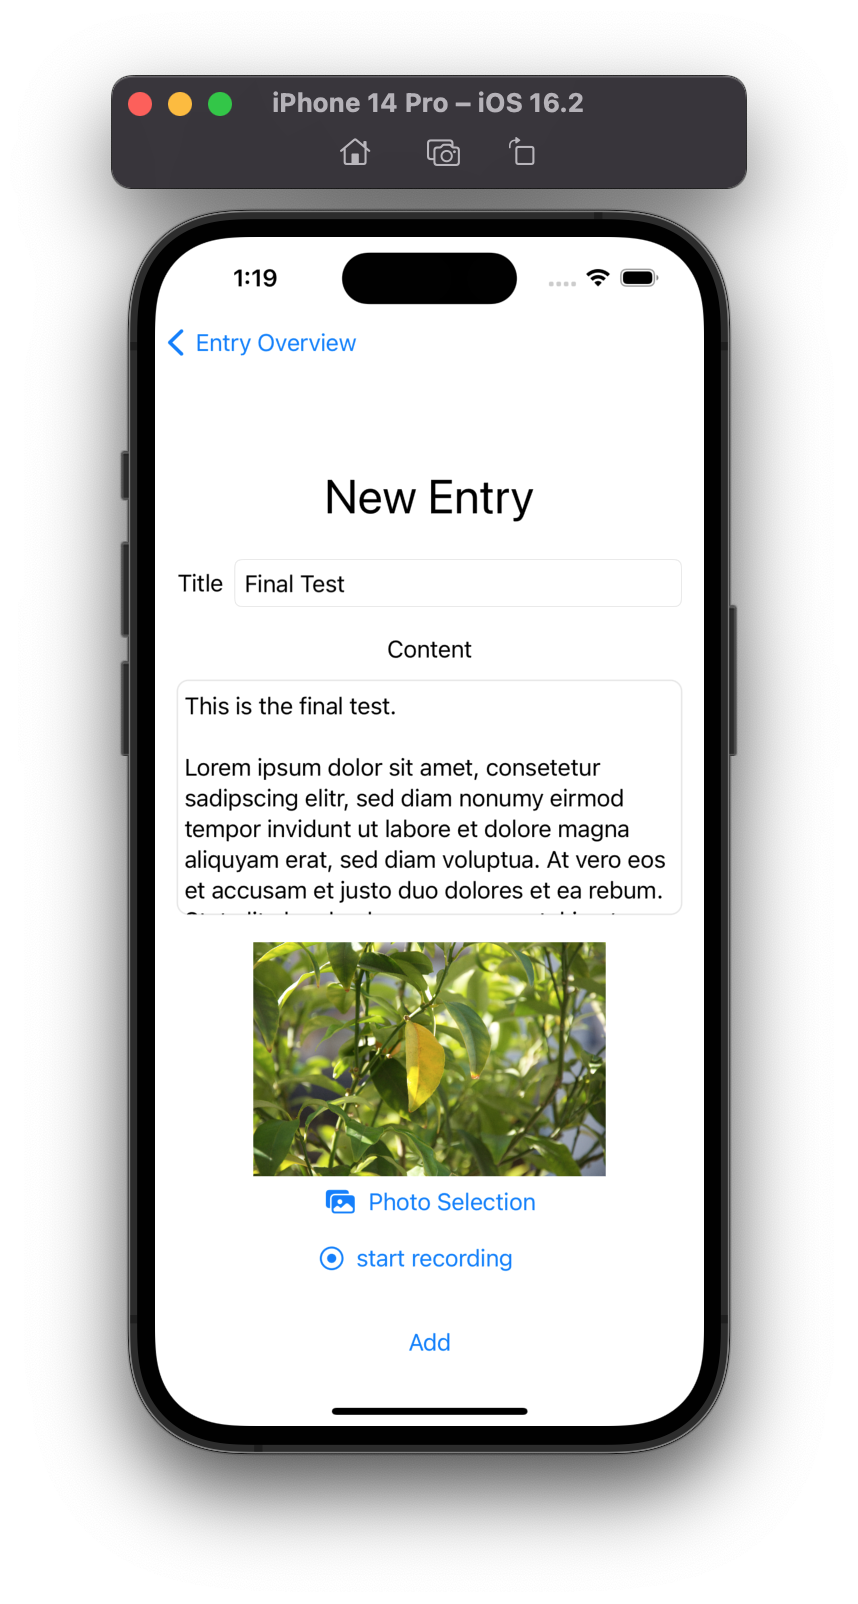 iPhone 14 Pro – iOS 16.2
1:19
Entry Overview
New Entry
Title Final Test
Content
This is the final test.
Lorem ipsum dolor sit amet, consetetur
sadipscing elitr, sed diam nonumy eirmod
tempor invidunt ut labore et dolore magna
aliquyam erat, sed diam voluptua. At vero eos
et accusam et justo duo dolores et ea rebum.
Photo Selection
start recording
Add